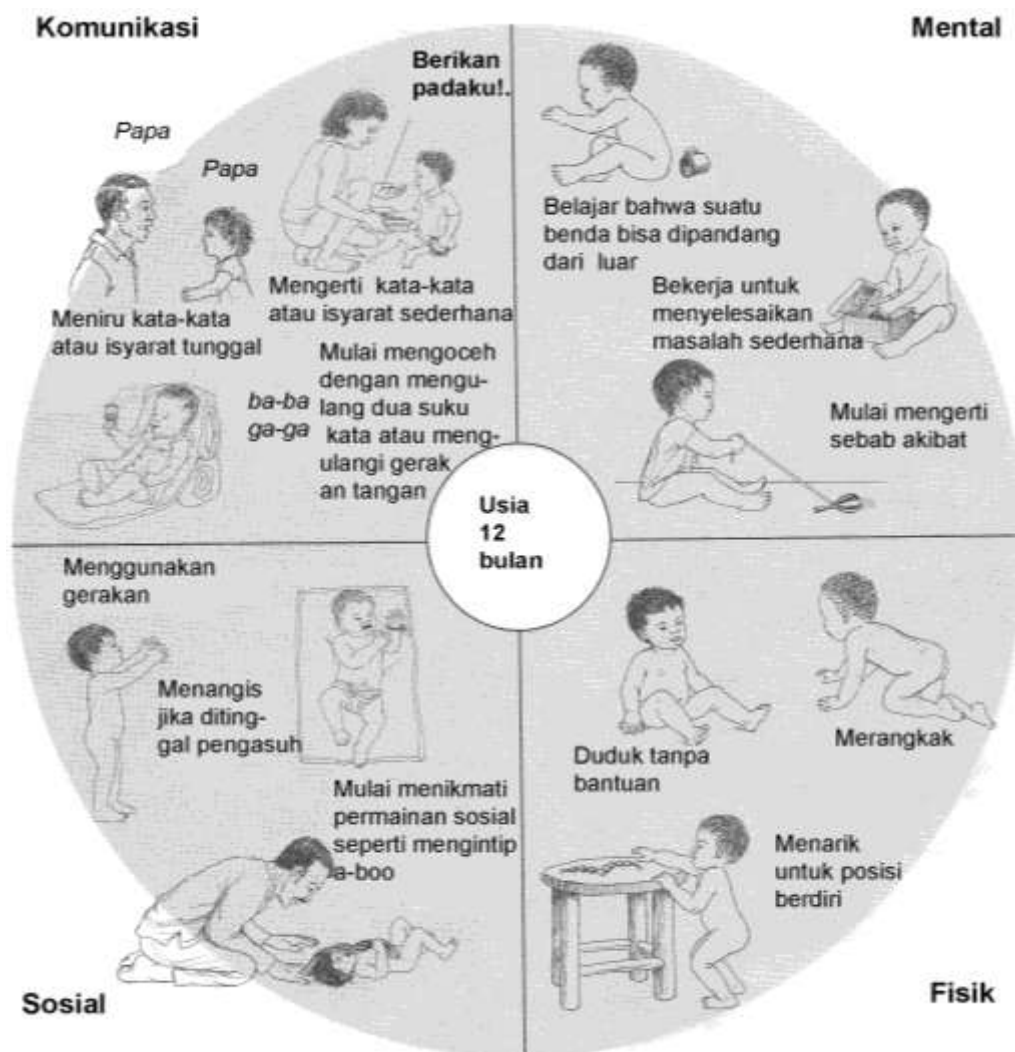 Komunikasi
Berikan
padaku!.
Papa
Papa
Mengerti kata-kata
atau isyarat sederhana
Meniru kata-kata
atau isyarat tunggal
ba-ba
ga-ga
Mulai mengoceh
dengan mengu-
lang dua suku
kata atau meng-
ulangi gerak
an tangan
Mental
Belajar bahwa suatu
benda bisa dipandang
dari luar
Bekerja untuk
menyelesaikan
masalah sederhana
Mulai mengerti
sebab akibat
Usia
12
bulan
Menggunakan
gerakan
Menangis
jika diting-
gal pengasuh
Mulai menikmati
permainan sosial
seperti mengintip
a-boo
Sosial
Duduk tanpa
bantuan
Merangkak
Menarik
untuk posisi
berdiri
Fisik